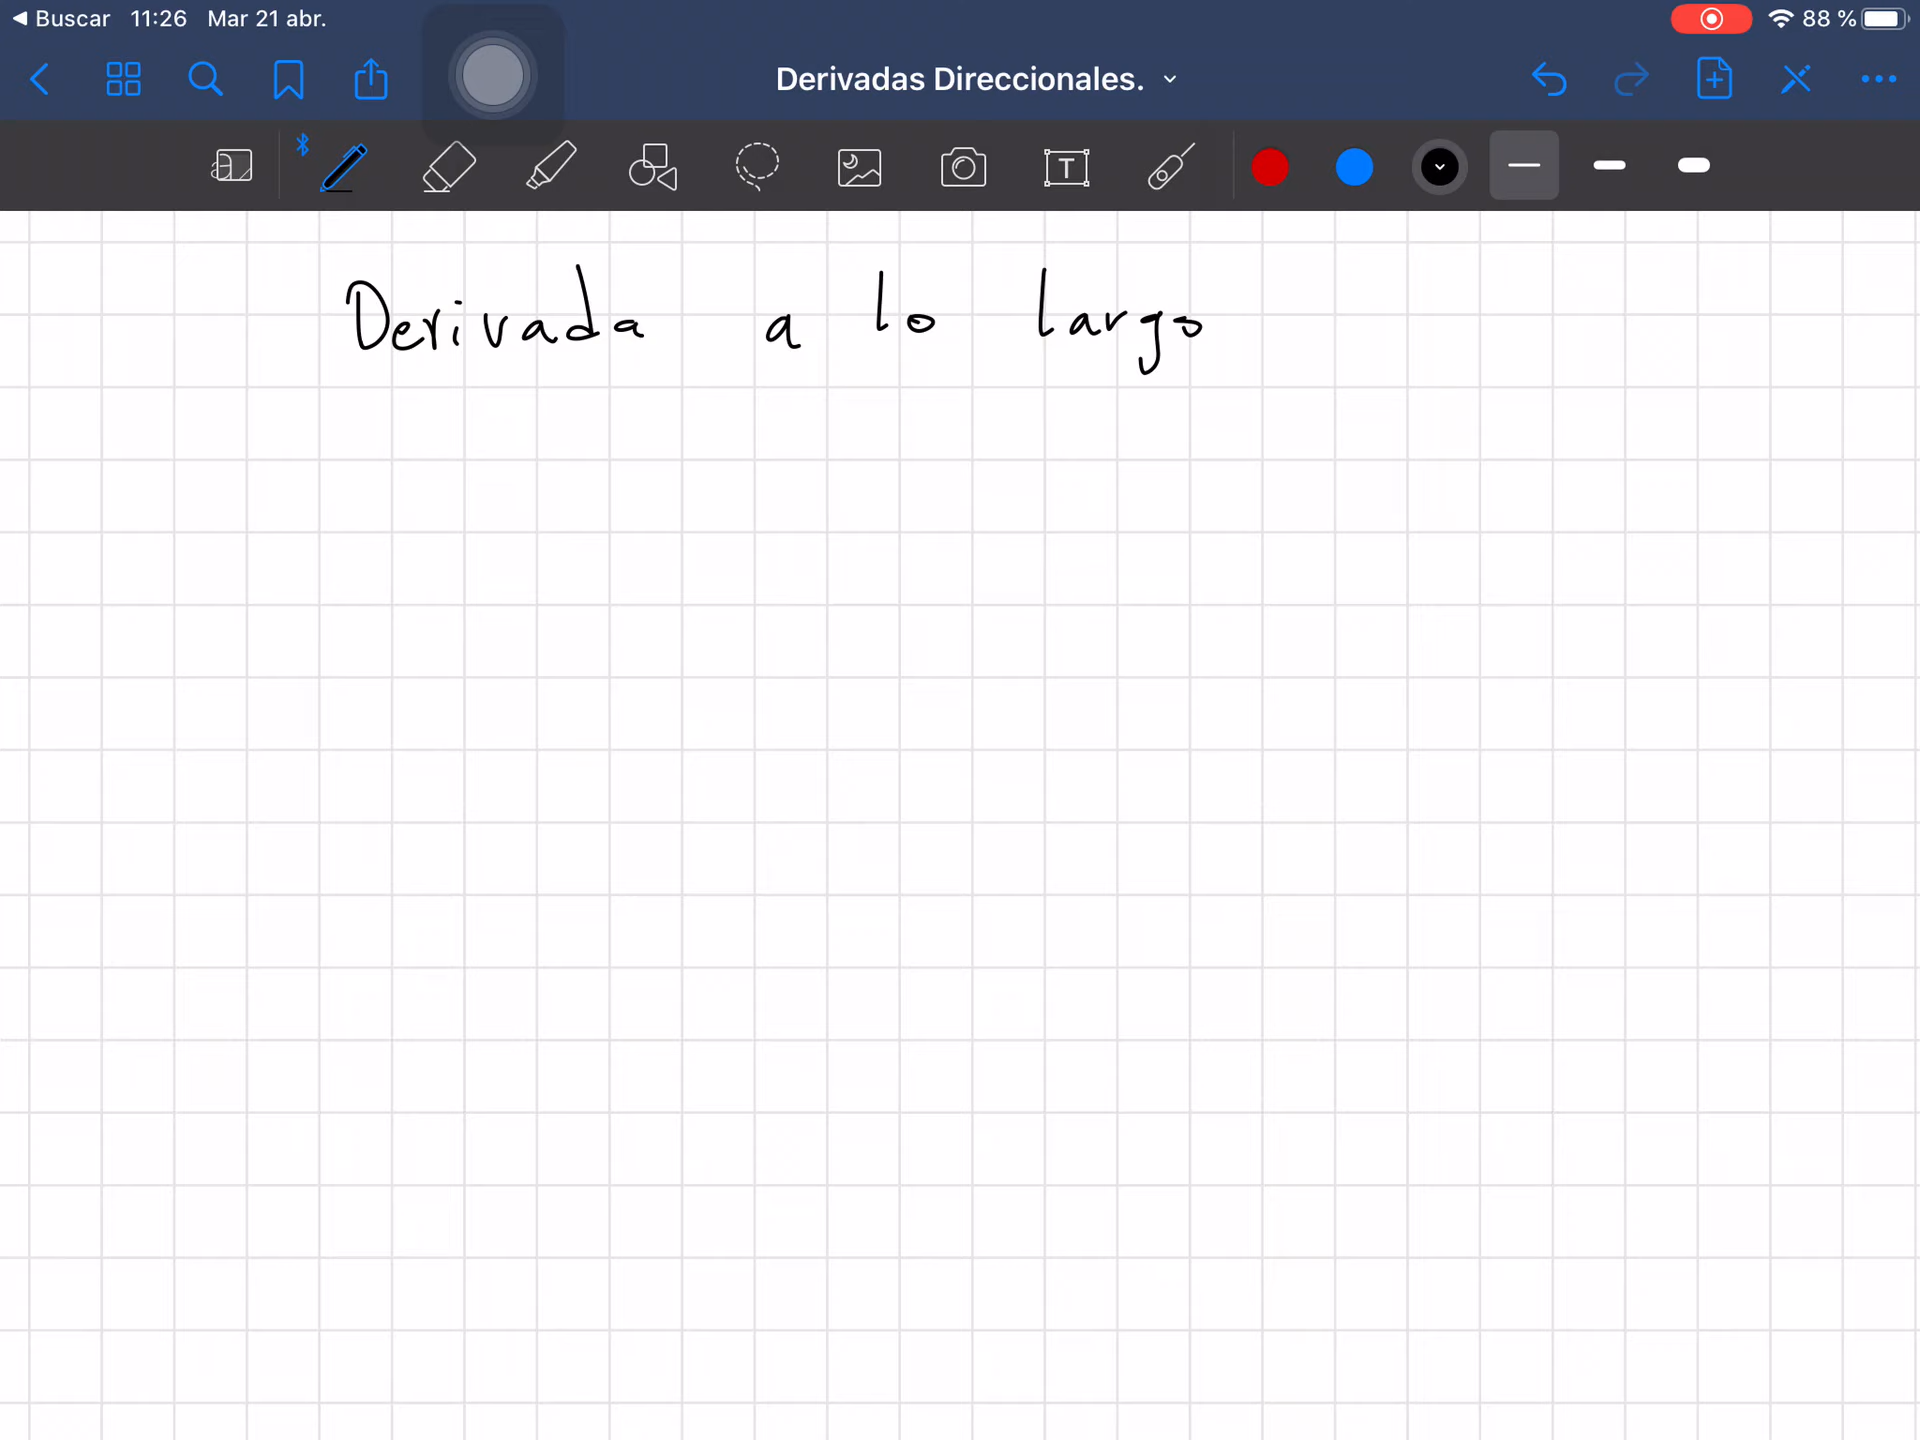 Buscar 11:26 Mar 21 abr. 88 %
Derivadas Direccionales.
T
Derivada a lo largo